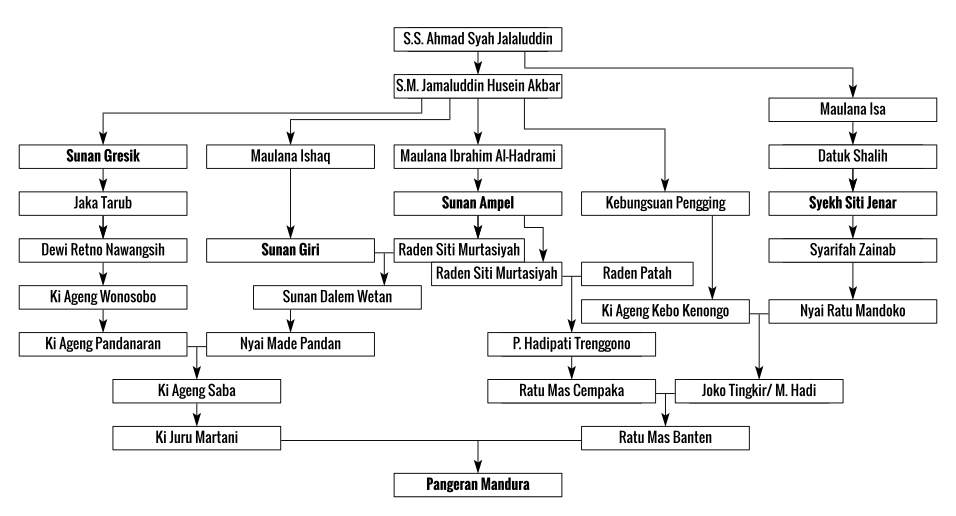 S.S. Ahmad Syah Jalaluddin
S.M. Jamaluddin Husein Akbar
Maulana Isa
Sunan Gresik
Maulana Ishaq
Maulana Ibrahim Al-Hadrami
Datuk Shalih
Jaka Tarub
Sunan Ampel
Kebungsuan Pengging
Syekh Siti Jenar
Dewi Retno Nawangsih
Sunan Giri
Raden Siti Murtasiyah
Syarifah Zainab
Raden Siti Murtasiyah
Raden Patah
Ki Ageng Wonosobo
Sunan Dalem Wetan
Ki Ageng Kebo Kenongo
Nyai Ratu Mandoko
Ki Ageng Pandanaran
Nyai Made Pandan
P. Hadipati Trenggono
Ki Ageng Saba
Ratu Mas Cempaka
Joko Tingkir/ M. Hadi
Ki Juru Martani
Ratu Mas Banten
Pangeran Mandura